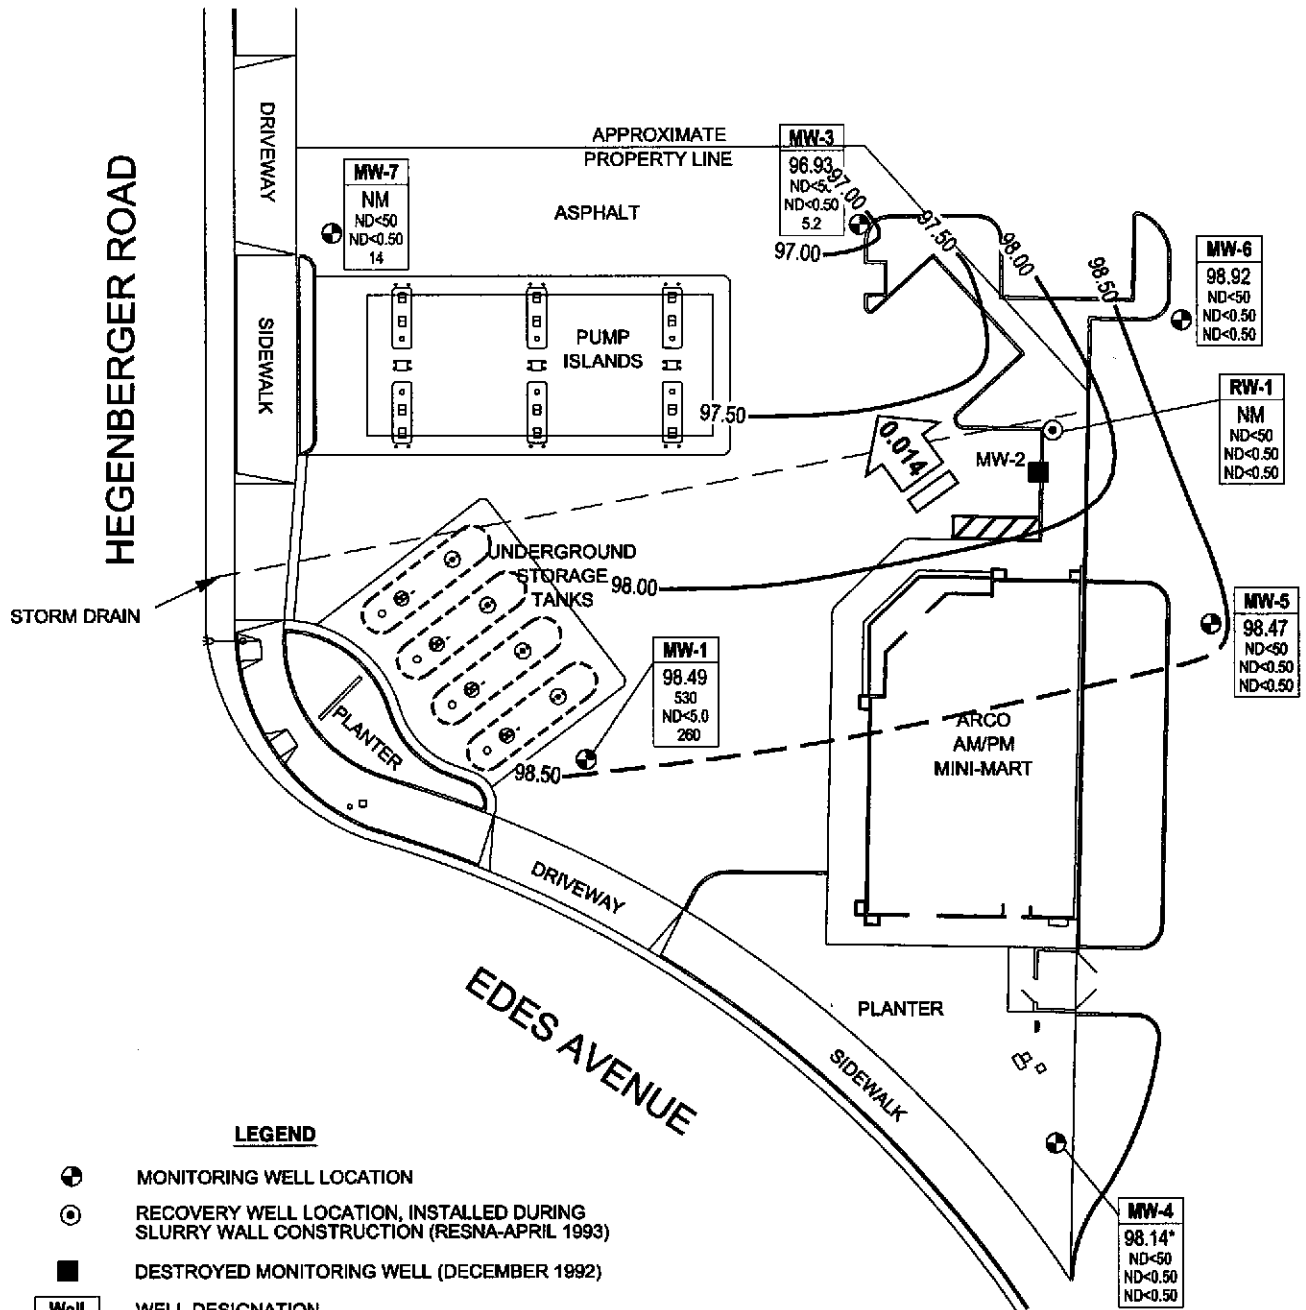 HEGENBERGER ROAD
DRIVEWAY
SIDEWALK
STORM DRAIN
APPROXIMATE
PROPERTY LINE
ASPHALT
MW-7
NM
ND<50
ND<0.50
14
MW-3
96.93
ND<0.50
5.2
97.00
97.00
97.50
98.00
98.50
MW-6
98.92
ND<50
ND<0.50
ND<0.50
PUMP
ISLANDS
97.50
0.014
RW-1
NM
ND<50
ND<0.50
ND<0.50
MW-2
UNDERGROUND
STORAGE
TANKS
98.00
MW-5
98.47
ND<50
ND<0.50
ND<0.50
MW-1
98.49
530
ND<5.0
260
98.50
PLANTER
ARCO
AM/PM
MINI-MART
DRIVEWAY
EDES AVENUE
PLANTER
SIDEWALK
MW-4
98.14*
ND<50
ND<0.50
ND<0.50
LEGEND
MONITORING WELL LOCATION
RECOVERY WELL LOCATION, INSTALLED DURING
SLURRY WALL CONSTRUCTION (RESNA-APRIL 1993)
DESTROYED MONITORING WELL (DECEMBER 1992)
Well WELL DESIGNATION